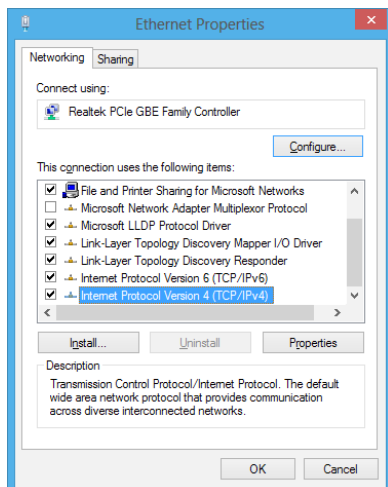 Ethernet Properties
Networking
Sharing
Connect using:
Realtek PCIe GBE Family Controller
Configure...
This connection uses the following items:
File and Printer Sharing for Microsoft Networks
Microsoft Network Adapter Multiplexor Protocol
Microsoft LLDP Protocol Driver
Link-Layer Topology Discovery Mapper I/O Driver
Link-Layer Topology Discovery Responder
Internet Protocol Version 6 (TCP/IPv6)
Internet Protocol Version 4 (TCP/IPv4)
Install...
Uninstall
Properties
Description
Transmission Control Protocol/Internet Protocol. The default
wide area network protocol that provides communication
across diverse interconnected networks.
OK
Cancel